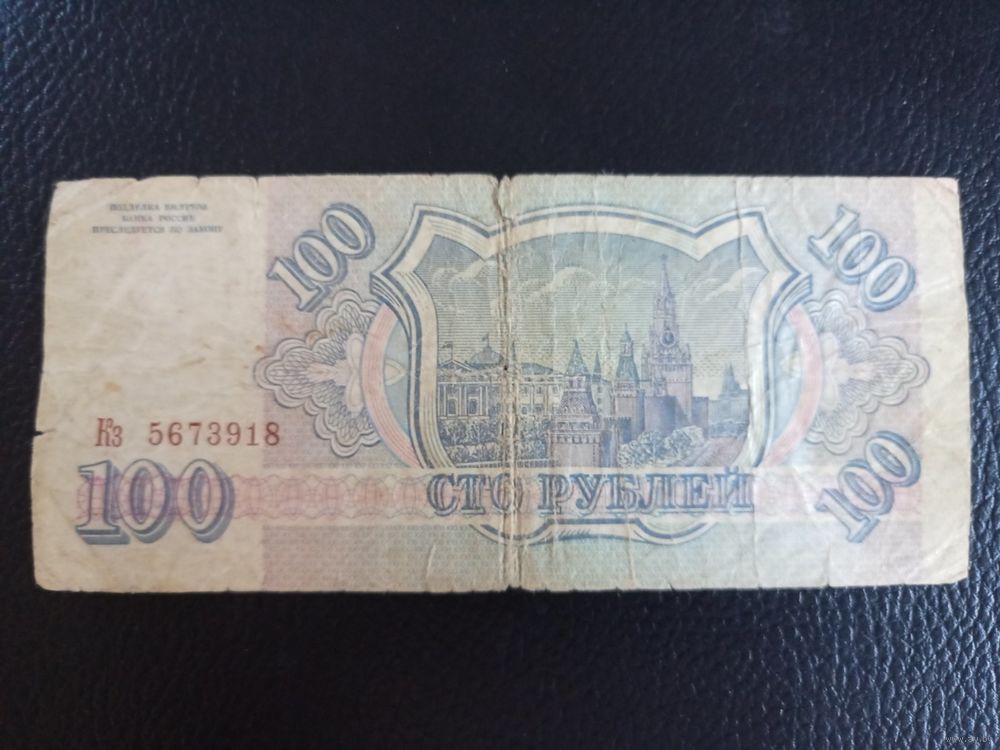 ПОДДЕЛКА БИЛЕТОВ
БАНКА РОССИИ
ПРЕСЛЕДУЕТСЯ ПО ЗАКОНУ
100
100
Кз 5673918
100
СТО РУБЛЕЙ
100